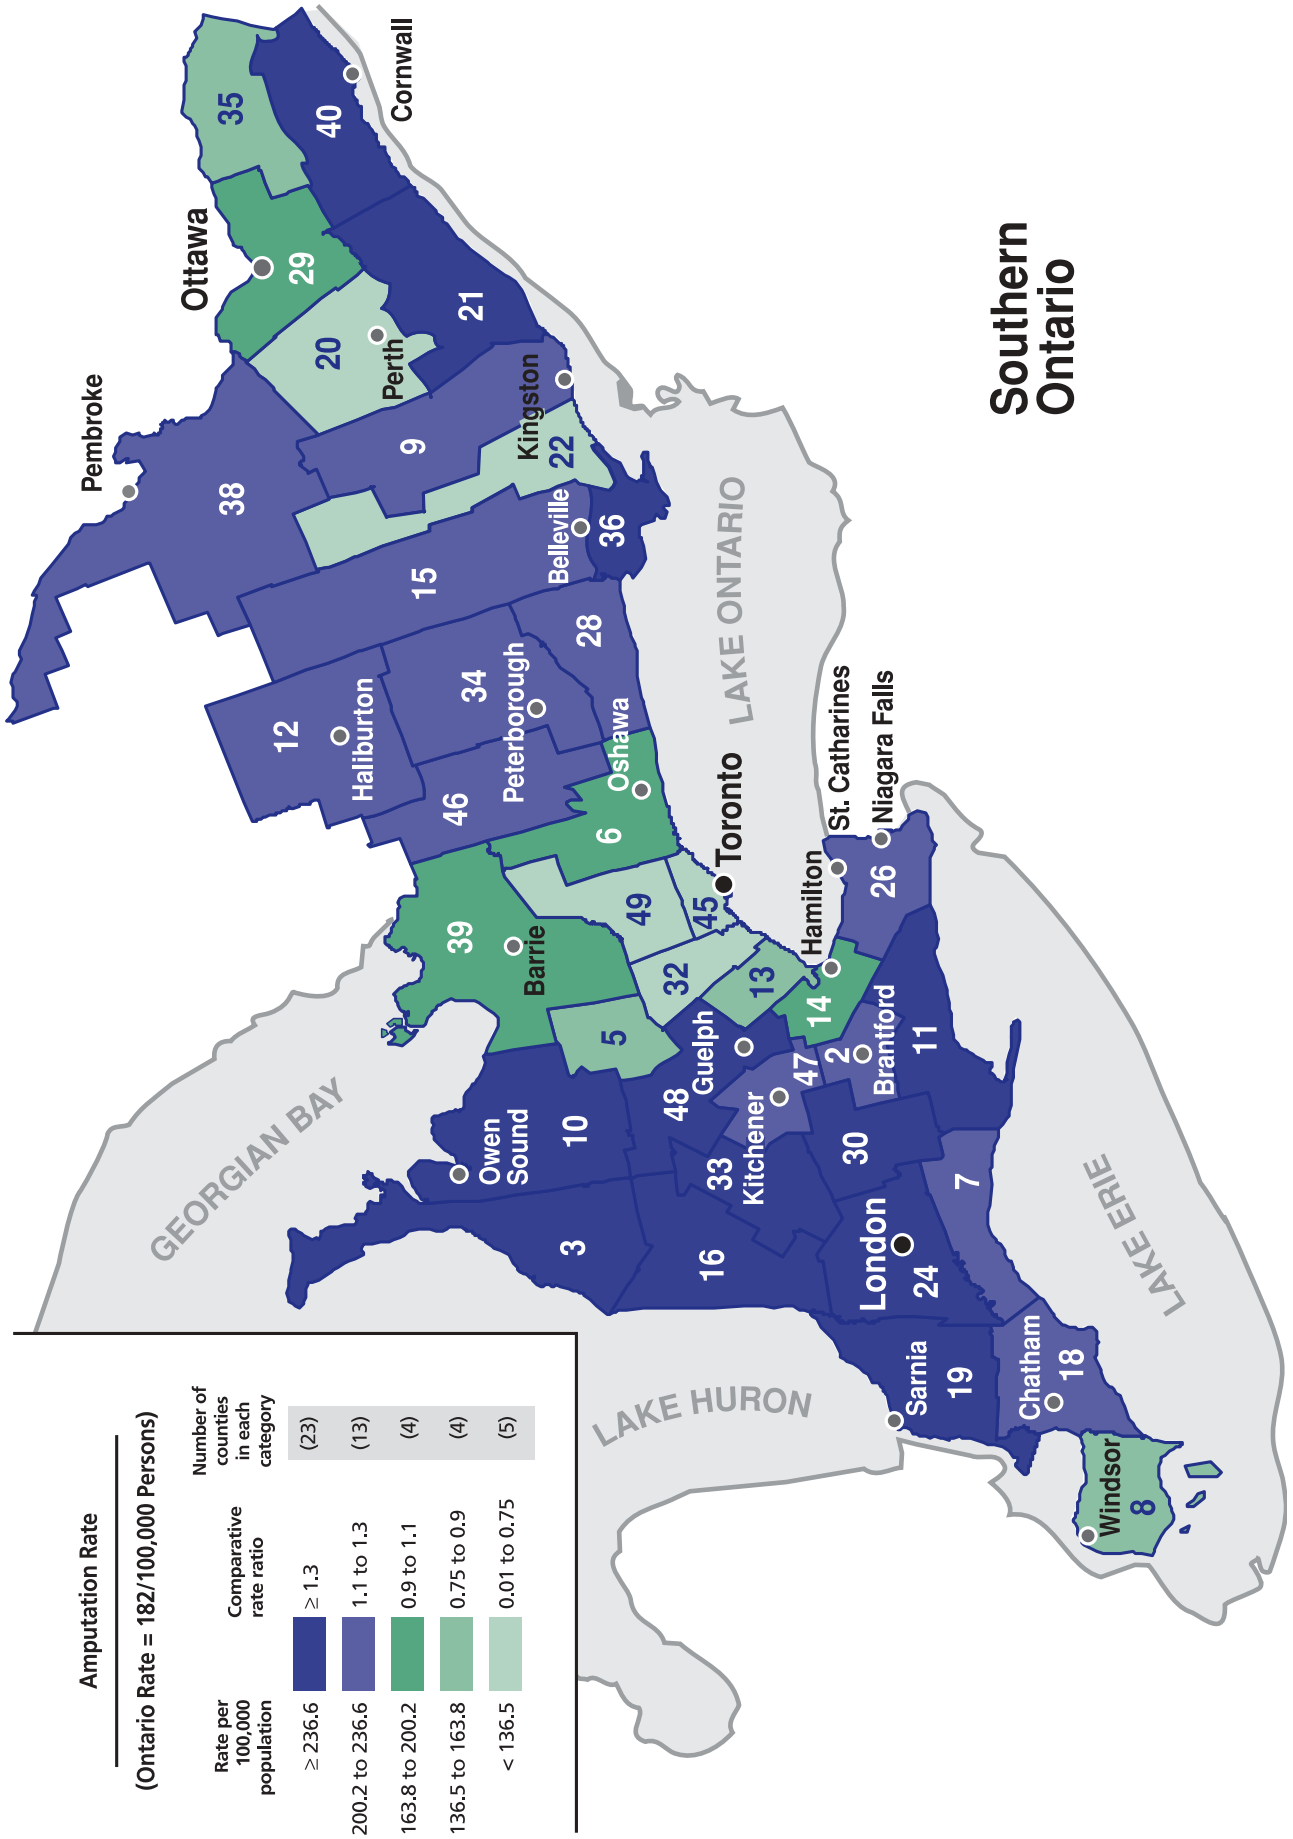 Amputation Rate
(Ontario Rate = 182/100,000 Persons)
Rate per
100,000
population
Comparative
rate ratio
Number of
counties
in each
category
≥ 236.6 ≥ 1.3 (23)
200.2 to 236.6 1.1 to 1.3 (13)
163.8 to 200.2 0.9 to 1.1 (4)
136.5 to 163.8 0.75 to 0.9 (4)
< 136.5 0.01 to 0.75 (5)
Southern
Ontario
GEORGIAN BAY
LAKE HURON
LAKE ERIE
LAKE ONTARIO
Pembroke
38
Ottawa
29
35
40
Cornwall
20
Perth
21
9
Kingston
22
15
Belleville
36
12
Haliburton
34
Peterborough
28
46
Oshawa
6
39
Barrie
49
45
Toronto
32
13
5
Owen
Sound
10
3
48
Guelph
14
Hamilton
St. Catharines
Niagara Falls
26
47
2
Brantford
11
33
Kitchener
16
30
London
24
7
Sarnia
19
Chatham
18
Windsor
8